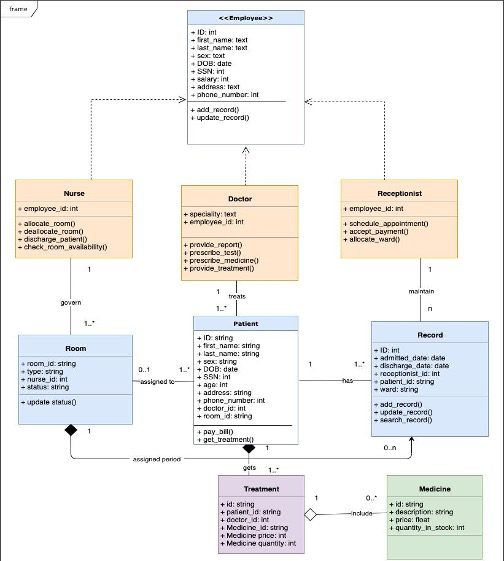 frame
<<Employee>>
+ ID: int
+ first_name: text
+ last_name: text
+ sex: text
+ DOB: date
+ SSN: int
+ salary: int
+ address: text
+ phone_number: int
+ add_record()
+ update_record()
Nurse
+ employee_id: int
+ allocate_room()
+ deallocate_room()
+ discharge_patient()
+ check_room_availability()
Doctor
+ speciality: text
+ employee_id: int
+ provide_report()
+ prescribe_test()
+ prescribe_medicine()
+ provide_treatment()
Receptionist
+ employee_id: int
+ schedule_appointment()
+ accept_payment()
+ allocate_ward()
1
govern
1..*
1
treats
1..*
1
maintain
n
Room
+ room_id: string
+ type: string
+ nurse_id: int
+ status: string
+ update status()
0..1
1..*
assigned to
Patient
+ ID: string
+ first_name: string
+ last_name: string
+ sex: string
+ DOB: date
+ SSN: int
+ age: int
+ address: string
+ phone_number: int
+ doctor_id: int
+ room_id: string
+ pay_bill()
+ get_treatment()
1
1..*
has
Record
+ ID: int
+ admitted_date: date
+ discharge_date: date
+ receptionist_id: int
+ patient_id: string
+ ward: string
+ add_record()
+ update_record()
+ search_record()
1
assigned period
0..n
1
gets
1..*
Treatment
+ id: string
+ patient_id: string
+ doctor_id: int
+ Medicine_id: string
+ Medicine price: int
+ Medicine quantity: int
1
0..*
include
Medicine
+ id: string
+ description: string
+ price: float
+ quantity_in_stock: int